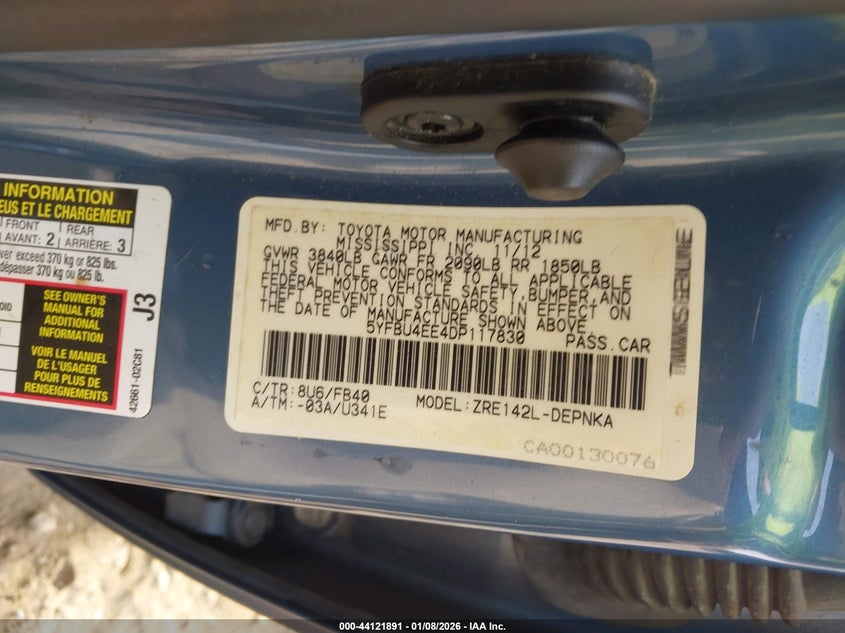 INFORMATION
EUS ET LE CHARGEMENT
FRONT
AVANT: 2
REAR
ARRIÈRE: 3
ver exceed 370 kg or 825 lbs.
dépasser 370 kg ou 825 lb.
SEE OWNER'S
MANUAL FOR
ADDITIONAL
INFORMATION
VOIR LE MANUEL
DE L'USAGER
POUR PLUS DE
RENSEIGNEMENTS
J3
42661-02C81
MFD.BY: TOYOTA MOTOR MANUFACTURING
MISSISSIPPI INC 11/12
GVWR 3840LB GAWR FR 2090LB RR 1850LB
THIS VEHICLE CONFORMS TO ALL APPLICABLE
FEDERAL MOTOR VEHICLE SAFETY, BUMPER, AND
THEFT PREVENTION STANDARDS IN EFFECT ON
THE DATE OF MANUFACTURE SHOWN ABOVE.
5YFBU4EE4DP117830 PASS.CAR
C/TR: 8U6/FB40
A/TM: -03A/U341E
MODEL: ZRE142L-DEPNKA
CA00130076
000-44121891 - 01/08/2026 - IAA Inc.